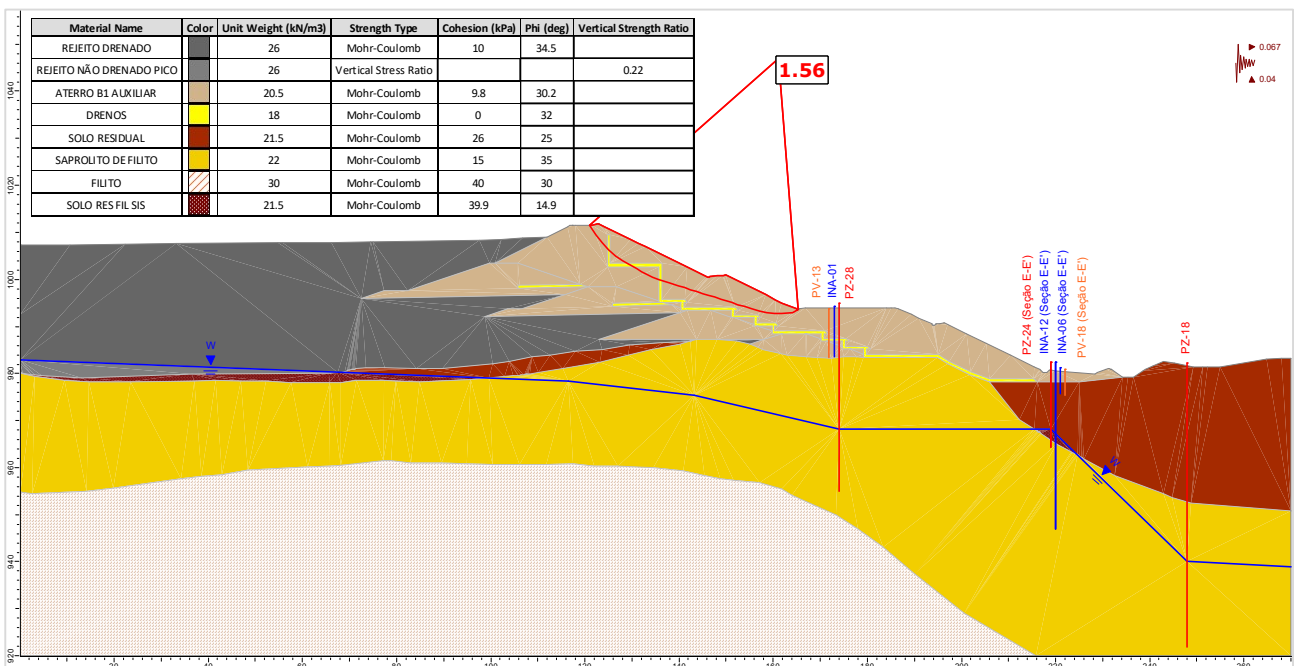 Material Name Color Unit Weight (kN/m3) Strength Type Cohesion (kPa) Phi (deg) Vertical Strength Ratio
REJEITO DRENADO 26 Mohr-Coulomb 10 34.5
REJEITO NÃO DRENADO PICO 26 Vertical Stress Ratio 0.22
ATERRO B1 AUXILIAR 20.5 Mohr-Coulomb 9.8 30.2
DRENOS 18 Mohr-Coulomb 0 32
SOLO RESIDUAL 21.5 Mohr-Coulomb 26 25
SAPROLITO DE FILITO 22 Mohr-Coulomb 15 35
FILITO 30 Mohr-Coulomb 40 30
SOLO RES FIL SIS 21.5 Mohr-Coulomb 39.9 14.9
1.56
0.067
0.04
PV-13
INA-01
PZ-28
PZ-24 (Seção E-E')
INA-12 (Seção E-E')
INA-06 (Seção E-E')
PV-18 (Seção E-E')
PZ-18
W
W
1040
1020
1000
980
960
940
920
20 40 60 80 100 120 140 160 180 200 220 240 260